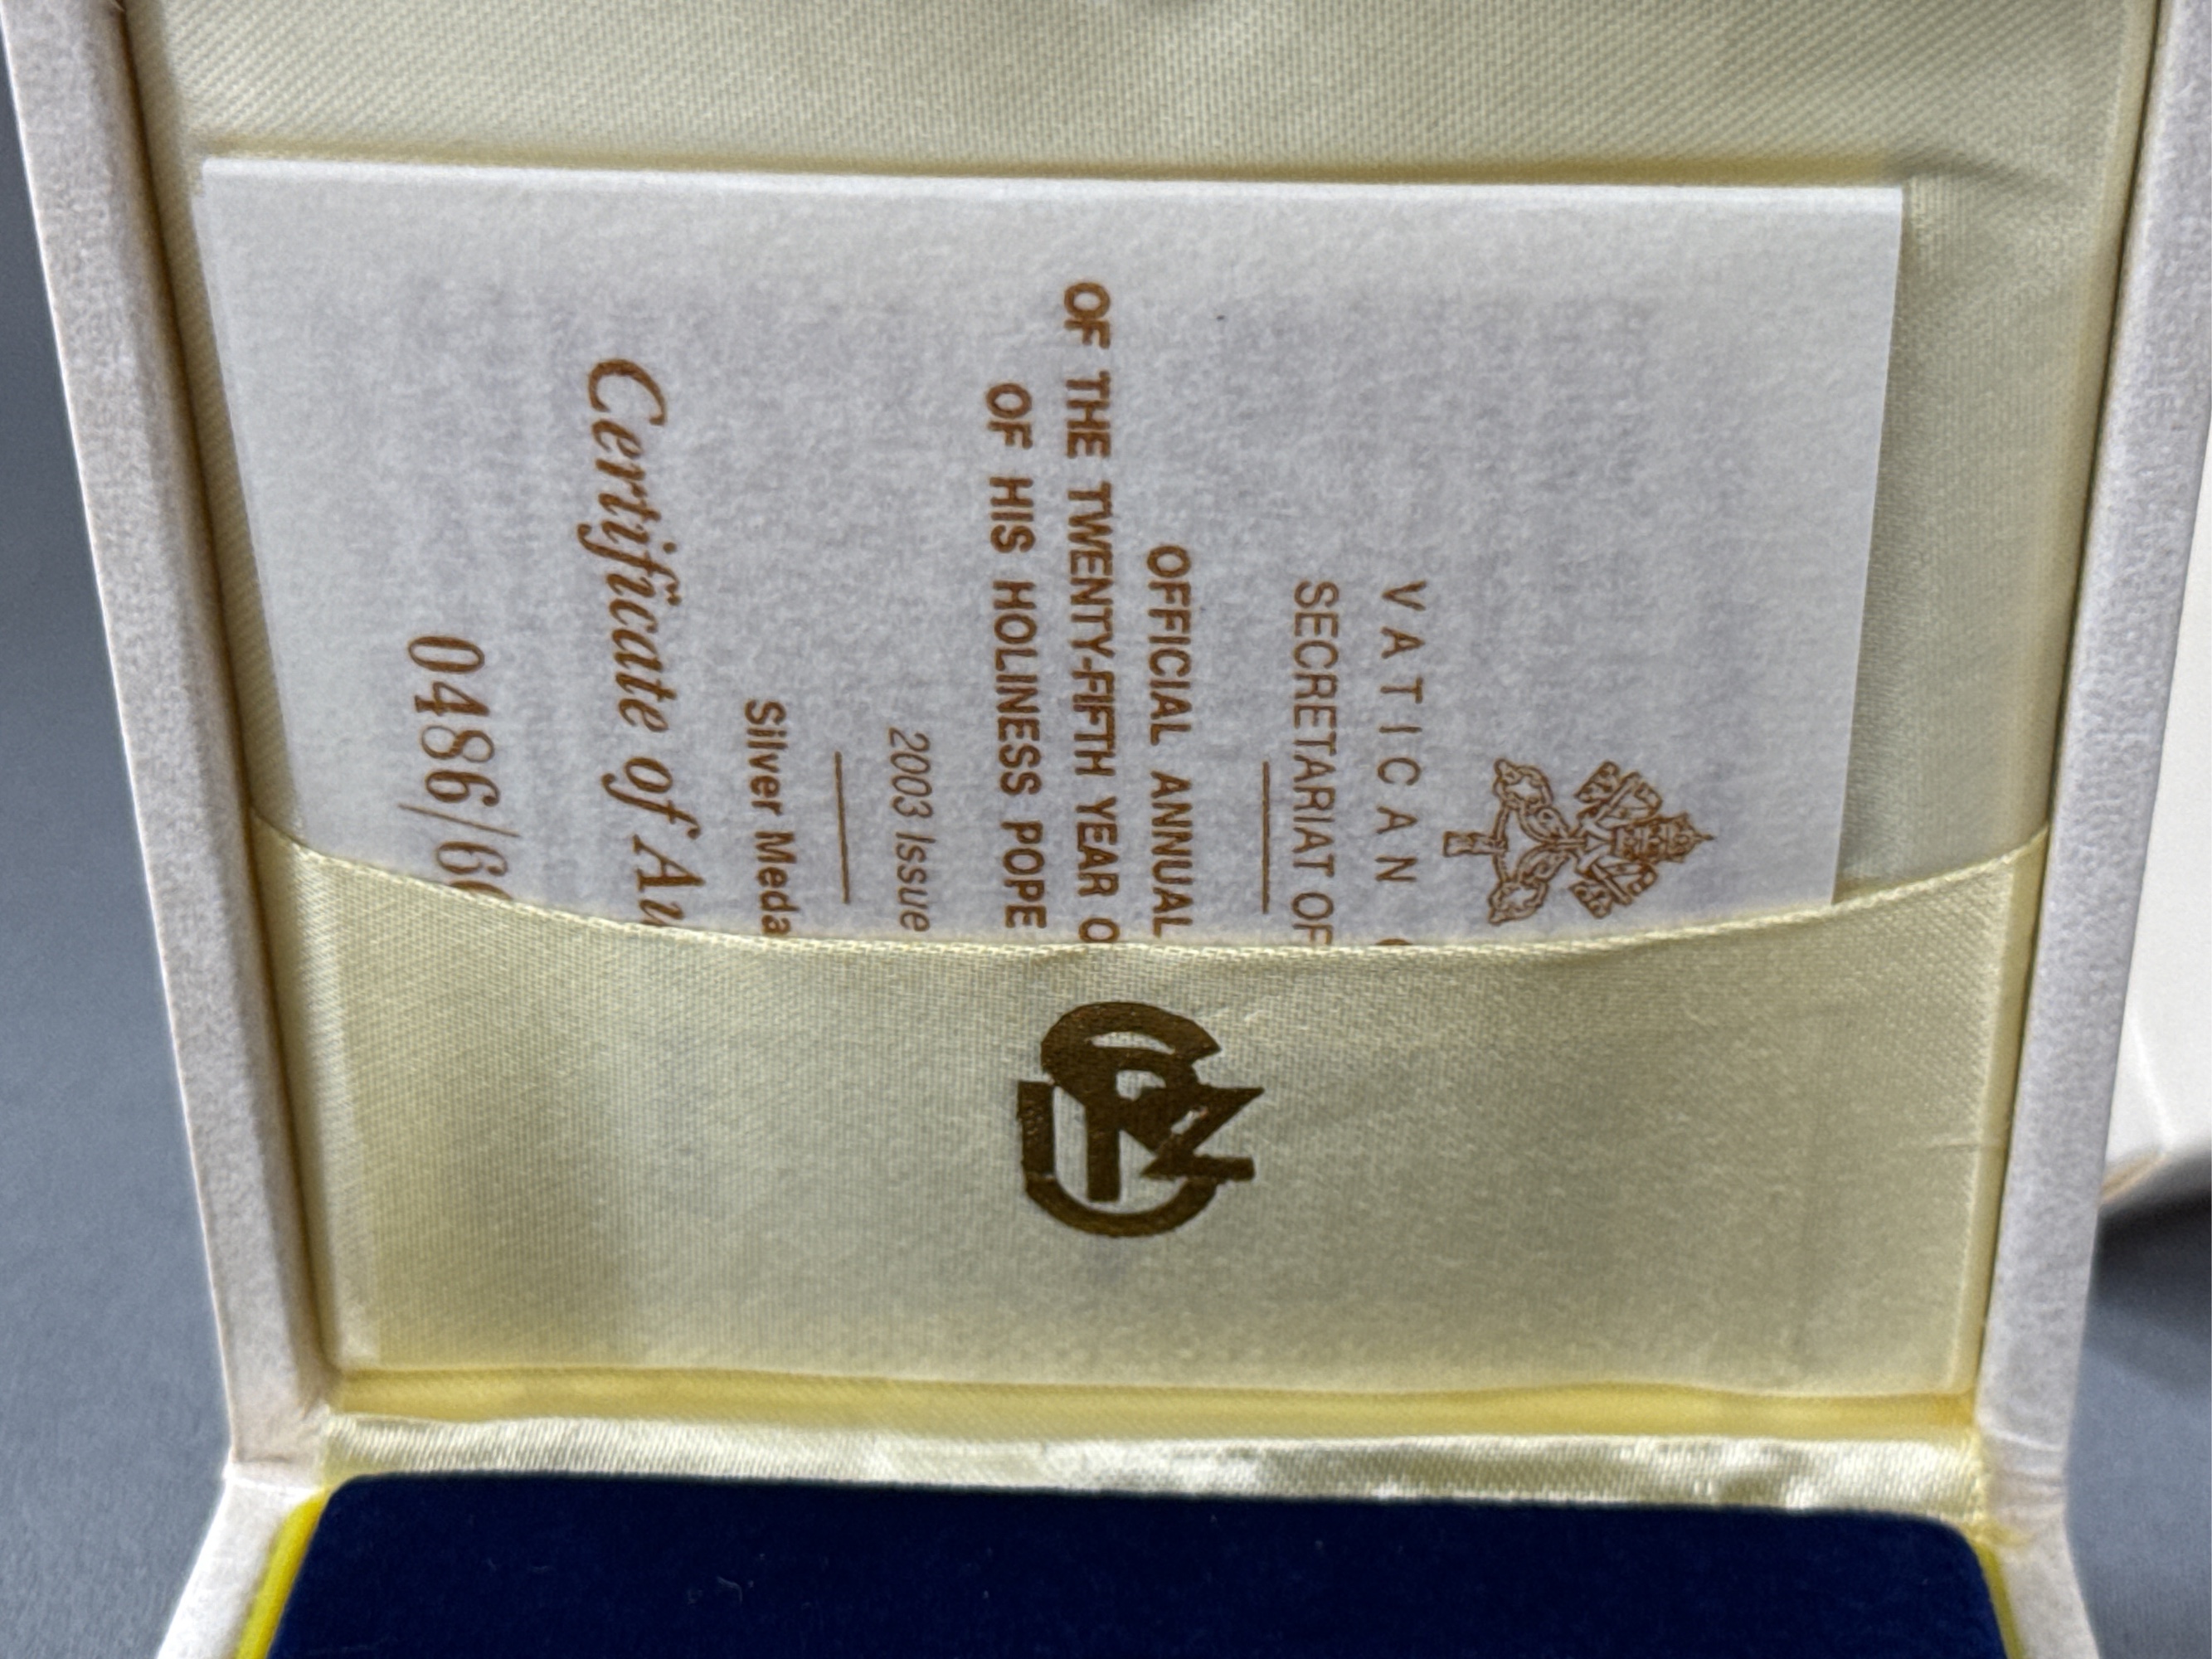 VATICAN
SECRETARIAT OF
OFFICIAL ANNUAL
OF THE TWENTY-FIFTH YEAR O
OF HIS HOLINESS POPE
2003 Issue
Silver Meda
Certificate of Au
0486/6